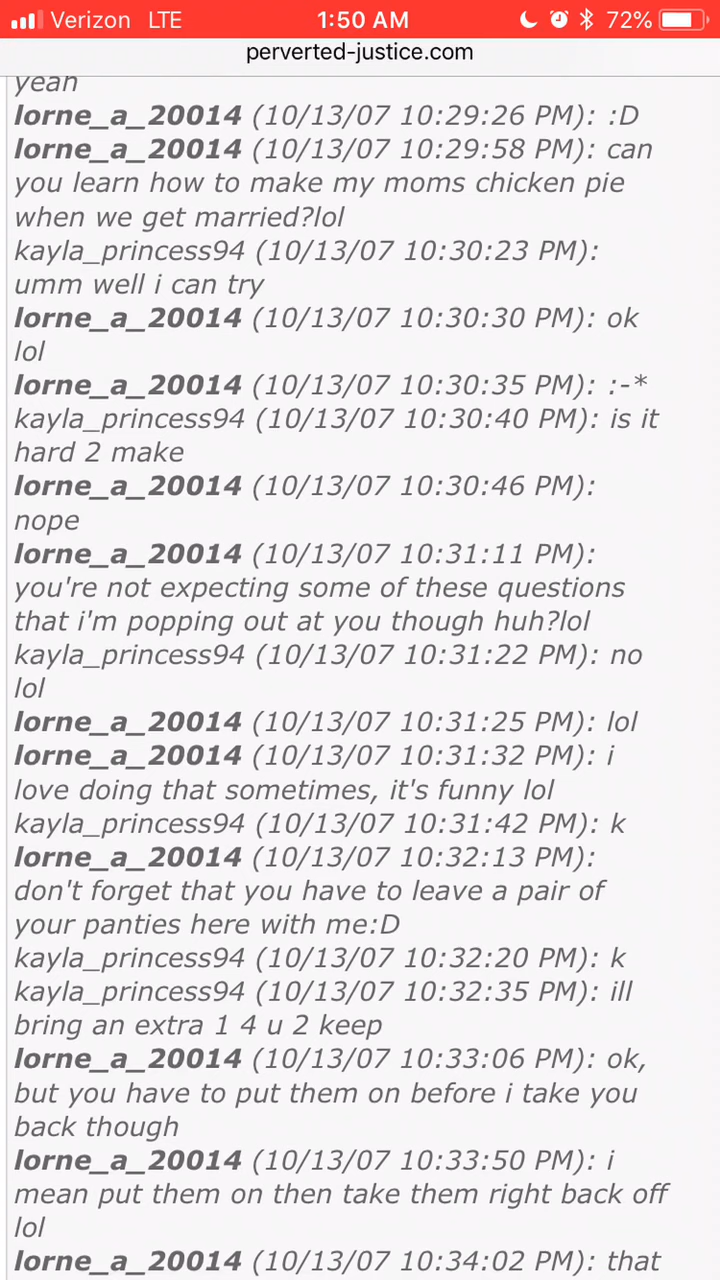 Verizon LTE 1:50 AM 72%
perverted-justice.com
yeah
lorne_a_20014 (10/13/07 10:29:26 PM): :D
lorne_a_20014 (10/13/07 10:29:58 PM): can
you learn how to make my moms chicken pie
when we get married?lol
kayla_princess94 (10/13/07 10:30:23 PM):
umm well i can try
lorne_a_20014 (10/13/07 10:30:30 PM): ok
lol
lorne_a_20014 (10/13/07 10:30:35 PM): :-*
kayla_princess94 (10/13/07 10:30:40 PM): is it
hard 2 make
lorne_a_20014 (10/13/07 10:30:46 PM):
nope
lorne_a_20014 (10/13/07 10:31:11 PM):
you're not expecting some of these questions
that i'm popping out at you though huh?lol
kayla_princess94 (10/13/07 10:31:22 PM): no
lol
lorne_a_20014 (10/13/07 10:31:25 PM): lol
lorne_a_20014 (10/13/07 10:31:32 PM): i
love doing that sometimes, it's funny lol
kayla_princess94 (10/13/07 10:31:42 PM): k
lorne_a_20014 (10/13/07 10:32:13 PM):
don't forget that you have to leave a pair of
your panties here with me:D
kayla_princess94 (10/13/07 10:32:20 PM): k
kayla_princess94 (10/13/07 10:32:35 PM): ill
bring an extra 1 4 u 2 keep
lorne_a_20014 (10/13/07 10:33:06 PM): ok,
but you have to put them on before i take you
back though
lorne_a_20014 (10/13/07 10:33:50 PM): i
mean put them on then take them right back off
lol
lorne_a_20014 (10/13/07 10:34:02 PM): that